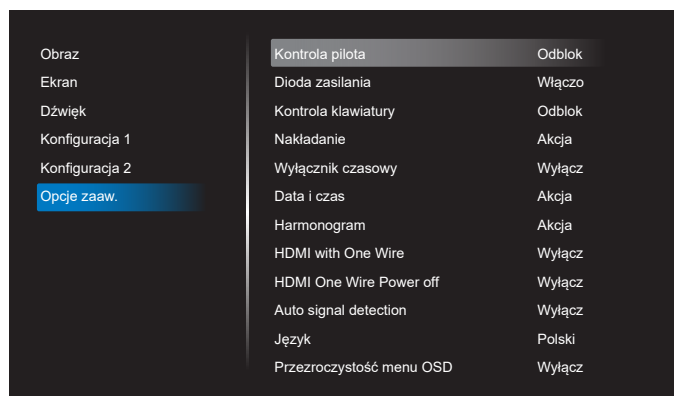 Obraz
Ekran
Dźwięk
Konfiguracja 1
Konfiguracja 2
Opcje zaaw.
Kontrola pilota Odblok
Dioda zasilania Włączo
Kontrola klawiatury Odblok
Nakładanie Akcja
Wyłącznik czasowy Wyłącz
Data i czas Akcja
Harmonogram Akcja
HDMI with One Wire Wyłącz
HDMI One Wire Power off Wyłącz
Auto signal detection Wyłącz
Język Polski
Przezroczystość menu OSD Wyłącz